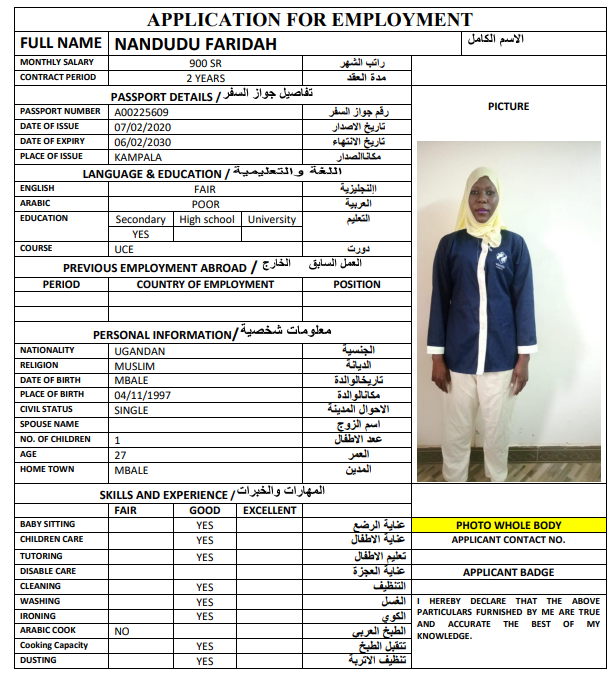 APPLICATION FOR EMPLOYMENT
FULL NAME NANDUDU FARIDAH الاسم الكامل
MONTHLY SALARY 900 SR راتب الشهر
CONTRACT PERIOD 2 YEARS مدة العقد
PASSPORT DETAILS / تفاصيل جواز السفر
PICTURE
PASSPORT NUMBER A00225609 رقم جواز السفر
DATE OF ISSUE 07/02/2020 تاريخ الاصدار
DATE OF EXPIRY 06/02/2030 تاريخ الانتهاء
PLACE OF ISSUE KAMPALA مكاناالصدار
LANGUAGE & EDUCATION / اللغة والتعليمية
ENGLISH FAIR اإلنجليزية
ARABIC POOR العربية
EDUCATION Secondary High school University التعليم
YES
COURSE UCE دورت
PREVIOUS EMPLOYMENT ABROAD / العمل السابق الخارج
PERIOD COUNTRY OF EMPLOYMENT POSITION
PERSONAL INFORMATION/ معلومات شخصية
NATIONALITY UGANDAN الجنسية
RELIGION MUSLIM الديانة
DATE OF BIRTH MBALE تاريخالوالدة
PLACE OF BIRTH 04/11/1997 مكانالوالدة
CIVIL STATUS SINGLE الاحوال المدينة
SPOUSE NAME اسم الزوج
NO. OF CHILDREN 1 عدد الاطفال
AGE 27 العمر
HOME TOWN MBALE المدين
SKILLS AND EXPERIENCE / المهارات والخبرات
FAIR GOOD EXCELLENT
BABY SITTING YES عناية الرضع
PHOTO WHOLE BODY
CHILDREN CARE YES عناية الاطفال
APPLICANT CONTACT NO.
TUTORING YES تعليم الاطفال
DISABLE CARE عناية العجزة
APPLICANT BADGE
CLEANING YES التنظيف
WASHING YES الغسل
IRONING YES الكوي
ARABIC COOK NO الطبخ العربي
Cooking Capacity YES تتقبل الطبخ
DUSTING YES تنظيف الاتربة
I HEREBY DECLARE THAT THE ABOVE
PARTICULARS FURNISHED BY ME ARE TRUE
AND ACCURATE THE BEST OF MY
KNOWLEDGE.